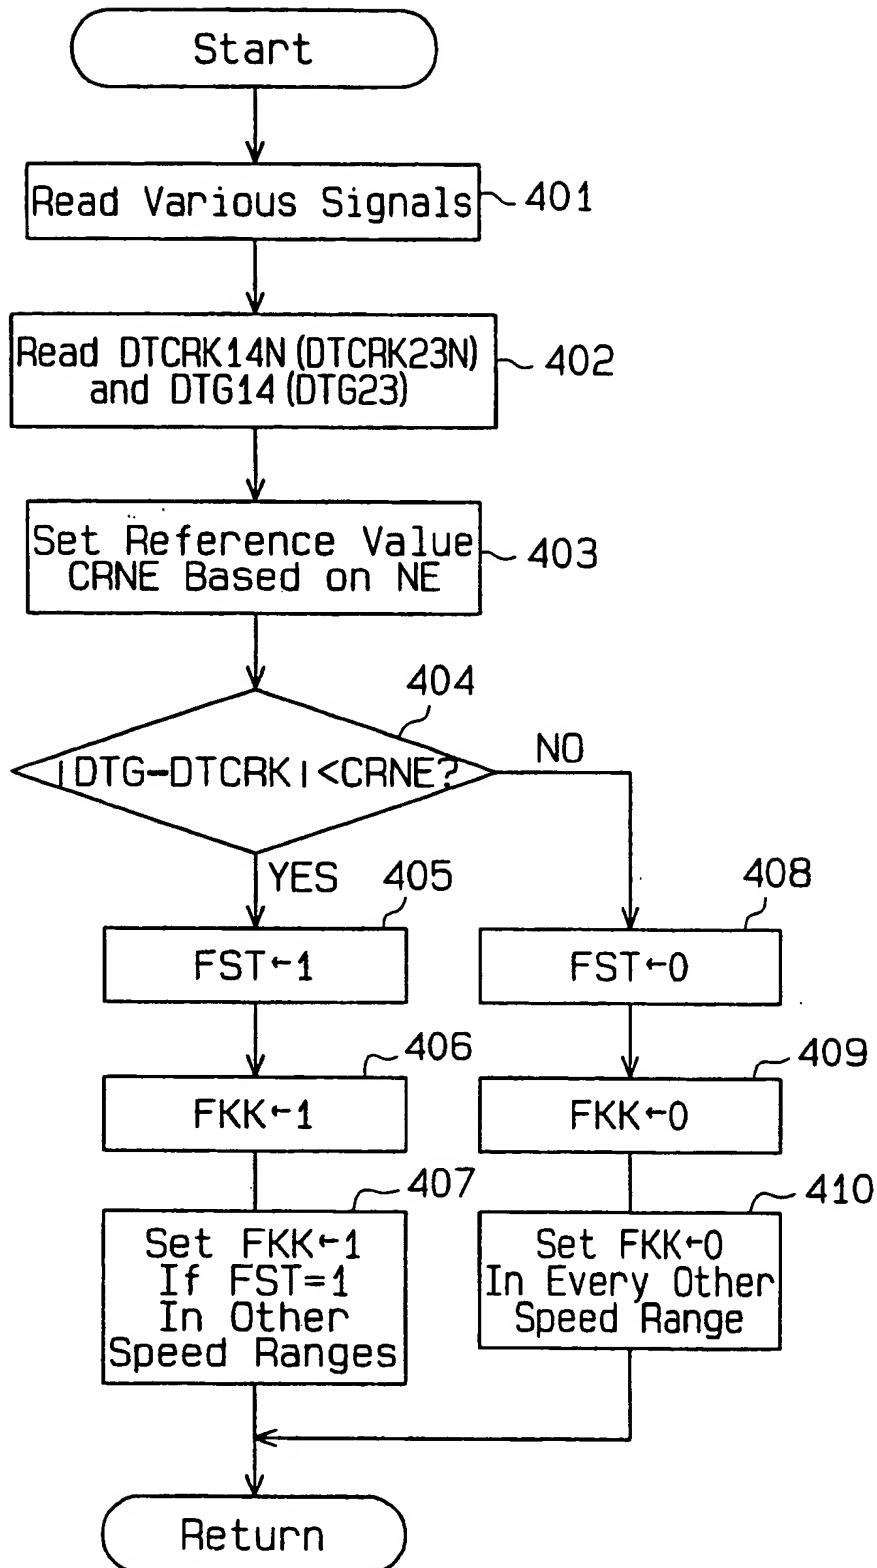 Start
Read Various Signals
401
Read DTCRK14N (DTCRK23N)
and DTG14 (DTG23)
402
Set Reference Value
CRNE Based on NE
403
404
|DTG-DTCRK|<CRNE?
NO
YES
405
408
FST←1
FST←0
406
409
FKK←1
FKK←0
407
410
Set FKK←1
If FST=1
In Other
Speed Ranges
Set FKK←0
In Every Other
Speed Range
Return